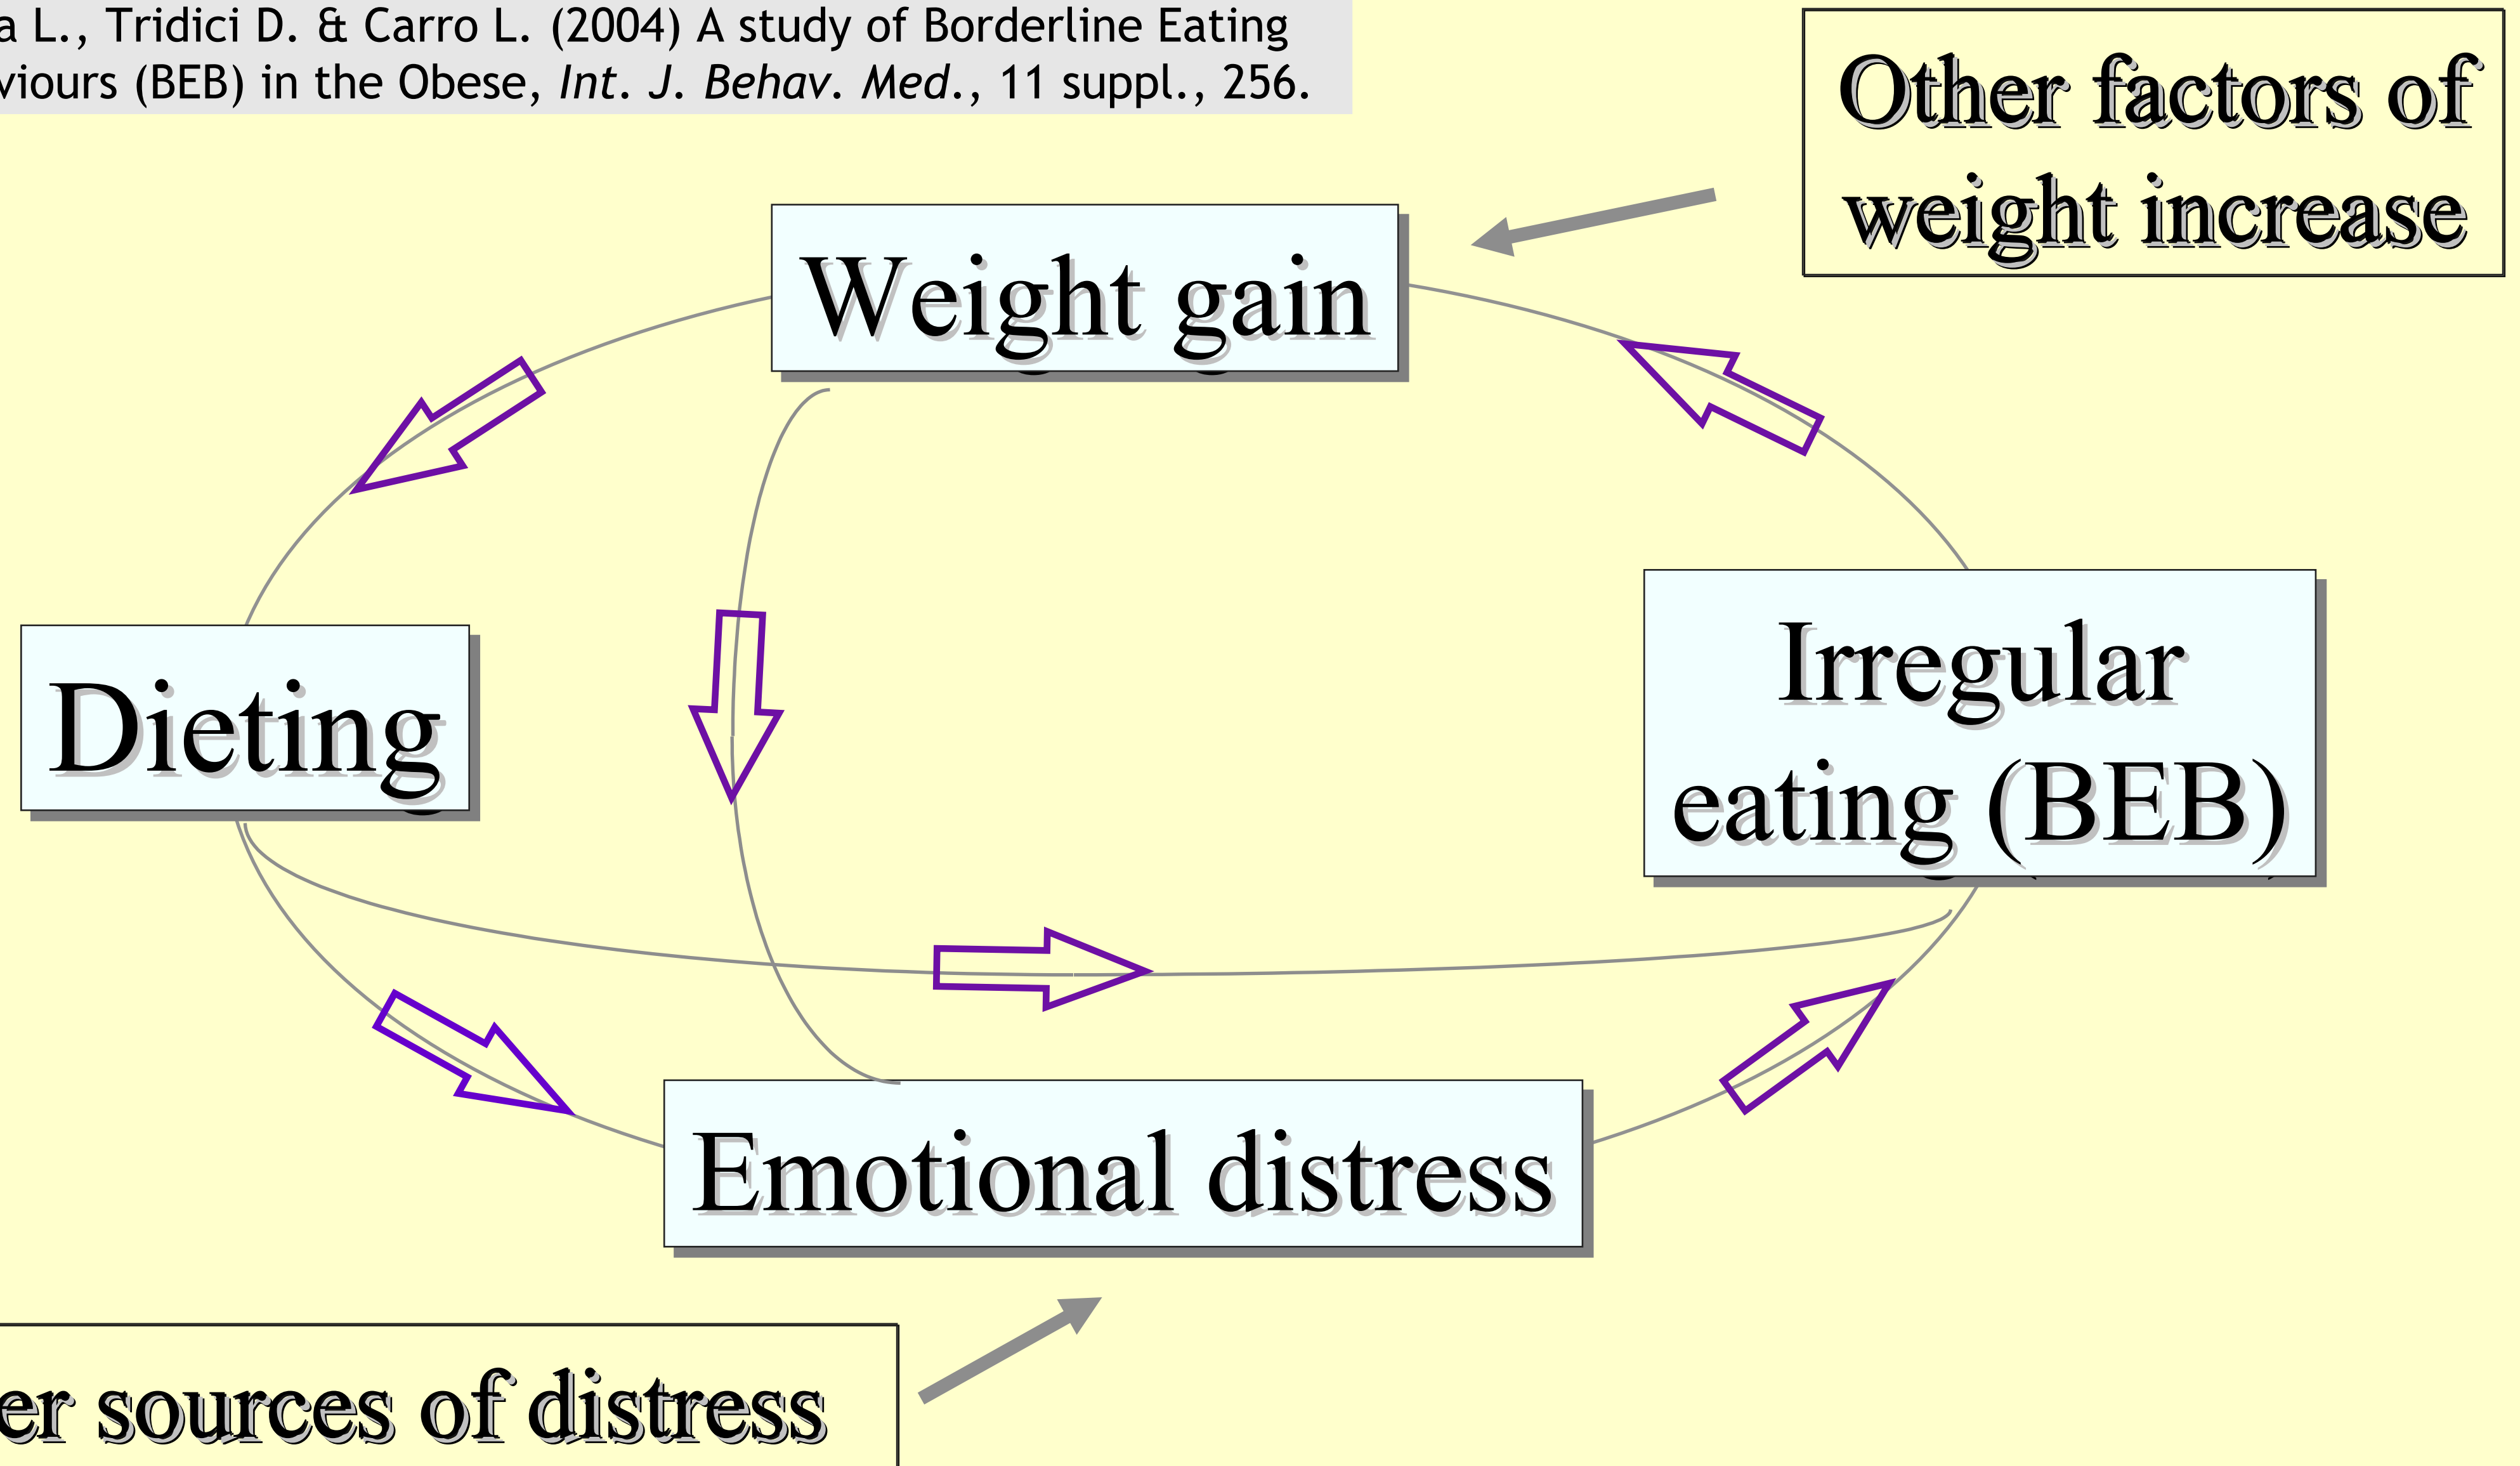 a L., Tridici D. & Carro L. (2004) A study of Borderline Eating
viours (BEB) in the Obese, Int. J. Behav. Med., 11 suppl., 256.
Other factors of
weight increase
Weight gain
Dieting
Irregular
eating (BEB)
Emotional distress
er sources of distress